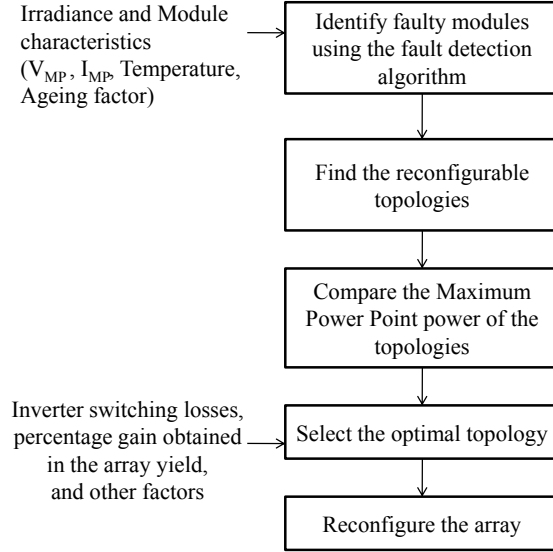 Irradiance and Module
characteristics
(V_MP, I_MP, Temperature,
Ageing factor)
Identify faulty modules
using the fault detection
algorithm
Find the reconfigurable
topologies
Compare the Maximum
Power Point power of the
topologies
Inverter switching losses,
percentage gain obtained
in the array yield,
and other factors
Select the optimal topology
Reconfigure the array